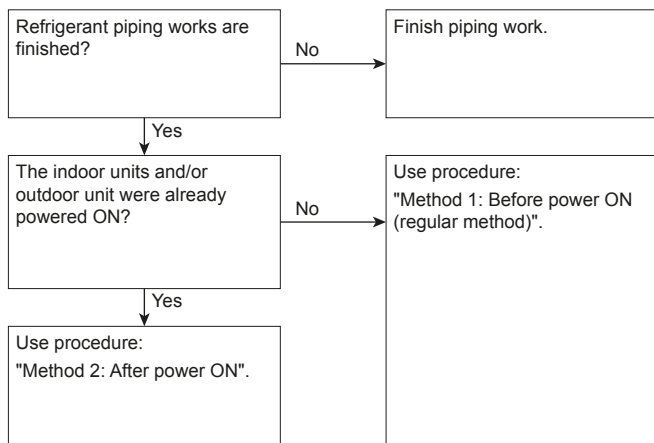 Refrigerant piping works are
finished?
No
Finish piping work.
Yes
The indoor units and/or
outdoor unit were already
powered ON?
No
Use procedure:
"Method 1: Before power ON
(regular method)".
Yes
Use procedure:
"Method 2: After power ON".